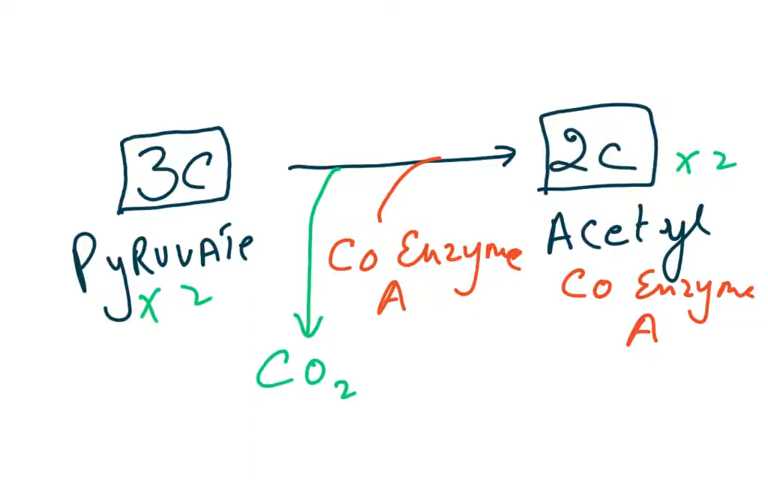 3C
Pyruvate
x 2
CO2
Co Enzyme
A
2C x 2
Acetyl
Co Enzyme
A